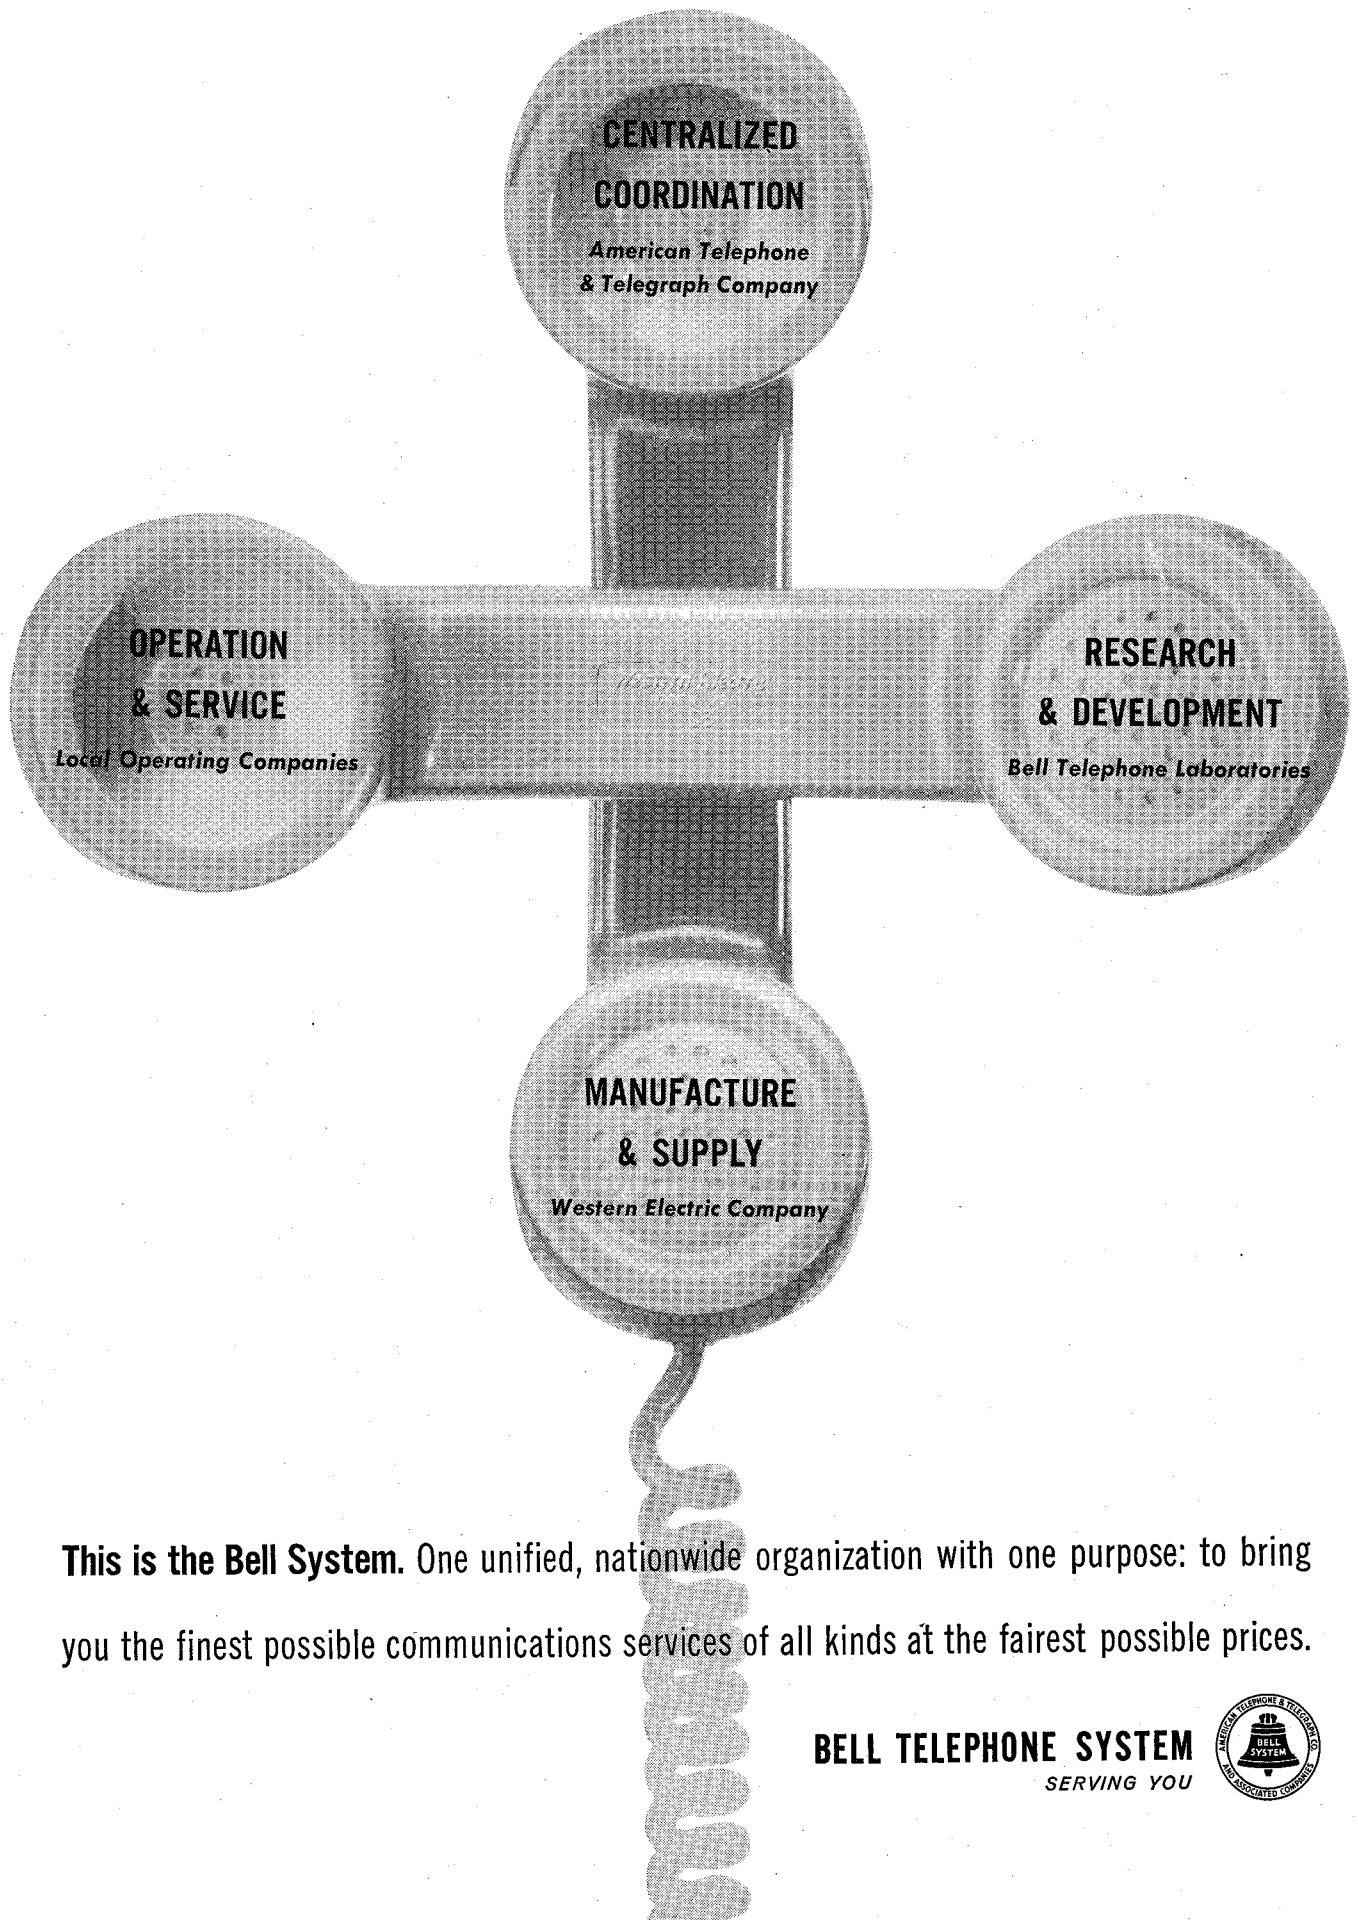 CENTRALIZED
COORDINATION
American Telephone
& Telegraph Company
OPERATION
& SERVICE
Local Operating Companies
RESEARCH
& DEVELOPMENT
Bell Telephone Laboratories
MANUFACTURE
& SUPPLY
Western Electric Company
This is the Bell System. One unified, nationwide organization with one purpose: to bring
you the finest possible communications services of all kinds at the fairest possible prices.
BELL TELEPHONE SYSTEM
SERVING YOU
AMERICAN TELEPHONE & TELEGRAPH CO.
AND ASSOCIATED COMPANIES
BELL
SYSTEM